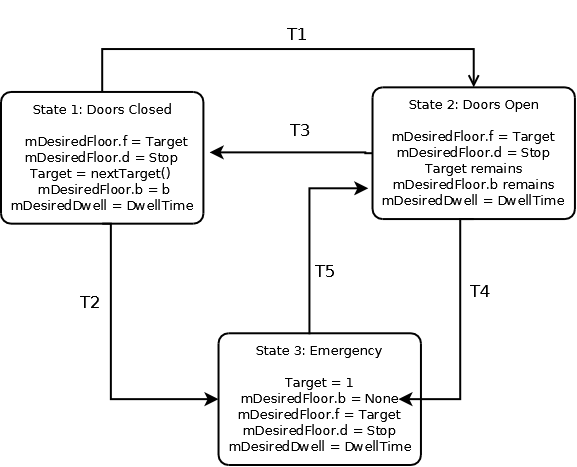 T1
State 1: Doors Closed
mDesiredFloor.f = Target
mDesiredFloor.d = Stop
Target = nextTarget()
mDesiredFloor.b = b
mDesiredDwell = DwellTime
State 2: Doors Open
mDesiredFloor.f = Target
mDesiredFloor.d = Stop
Target remains
mDesiredFloor.b remains
mDesiredDwell = DwellTime
T3
T2
T5
T4
State 3: Emergency
Target = 1
mDesiredFloor.b = None
mDesiredFloor.f = Target
mDesiredFloor.d = Stop
mDesiredDwell = DwellTime